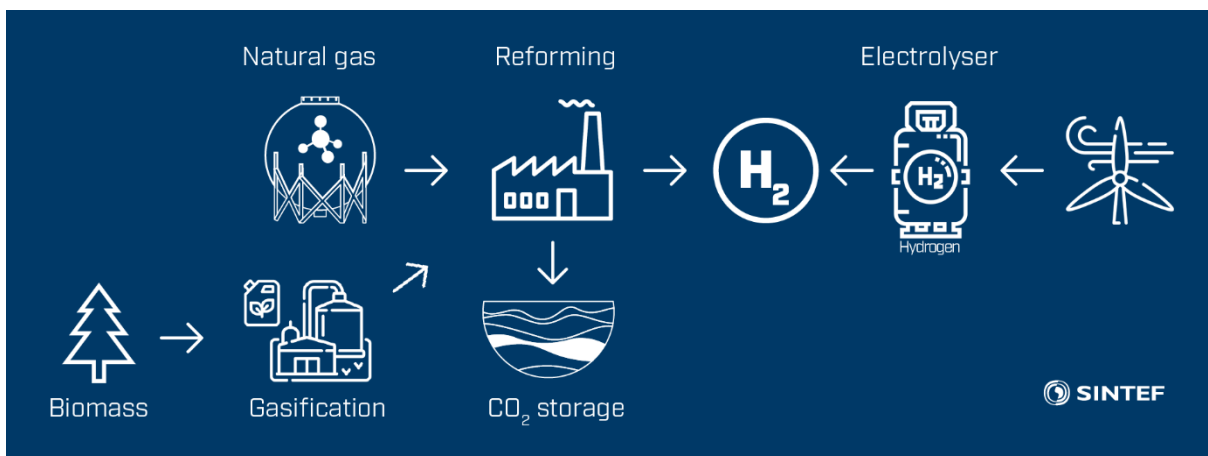 Natural gas
Reforming
Electrolyser
H₂
H₂
Hydrogen
Biomass
Gasification
CO₂ storage
SINTEF